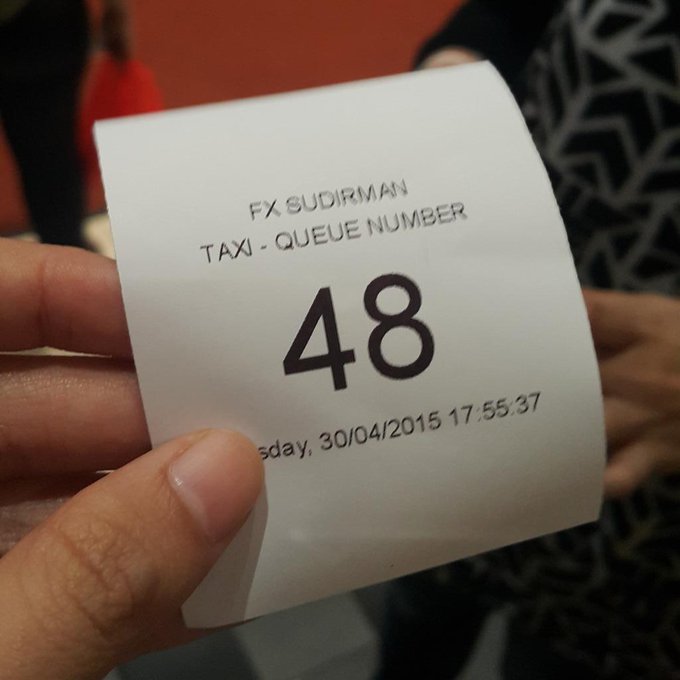 FX SUDIRMAN
TAXI - QUEUE NUMBER
48
sday, 30/04/2015 17:55:37